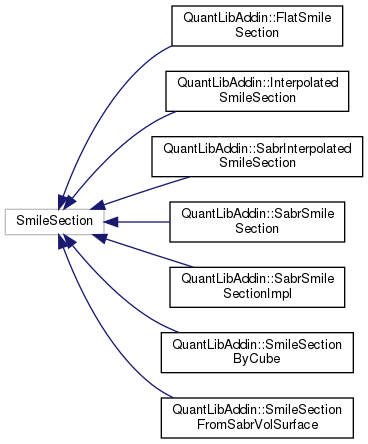 QuantLibAddin::FlatSmile
Section
QuantLibAddin::Interpolated
SmileSection
QuantLibAddin::SabrInterpolated
SmileSection
SmileSection
QuantLibAddin::SabrSmile
Section
QuantLibAddin::SabrSmile
SectionImpl
QuantLibAddin::SmileSection
ByCube
QuantLibAddin::SmileSection
FromSabrVolSurface